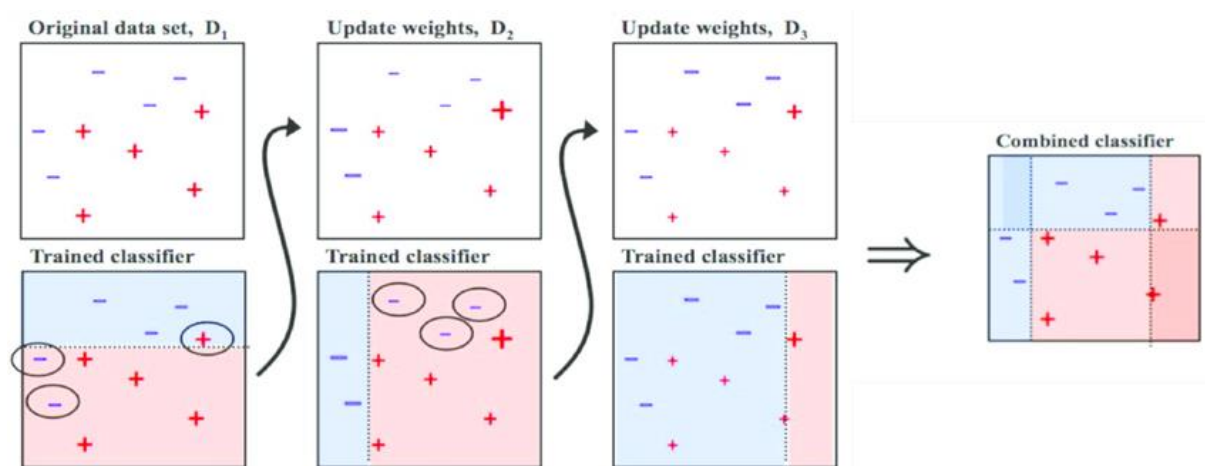 Original data set, D₁
Update weights, D₂
Update weights, D₃
Combined classifier
Trained classifier
Trained classifier
Trained classifier